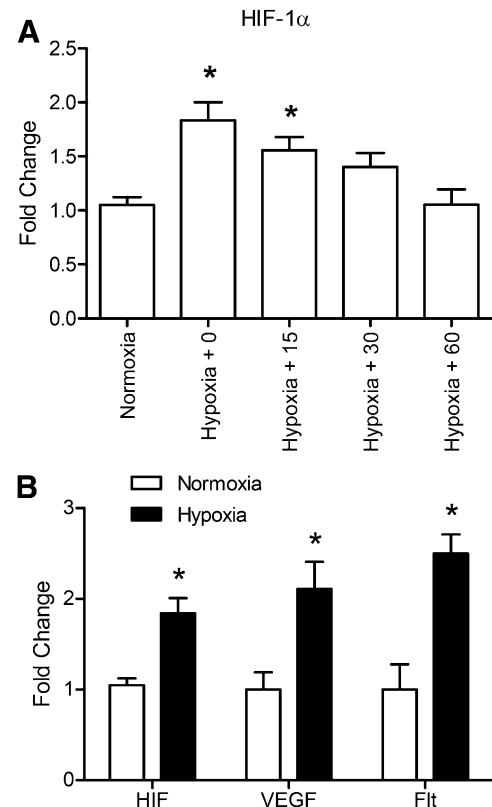 A
HIF-1α
Fold Change
2.5
2.0
1.5
1.0
0.5
0.0
*
*
Normoxia
Hypoxia + 0
Hypoxia + 15
Hypoxia + 30
Hypoxia + 60
B
Normoxia
Hypoxia
Fold Change
3
2
1
0
*
*
*
HIF
VEGF
Flt